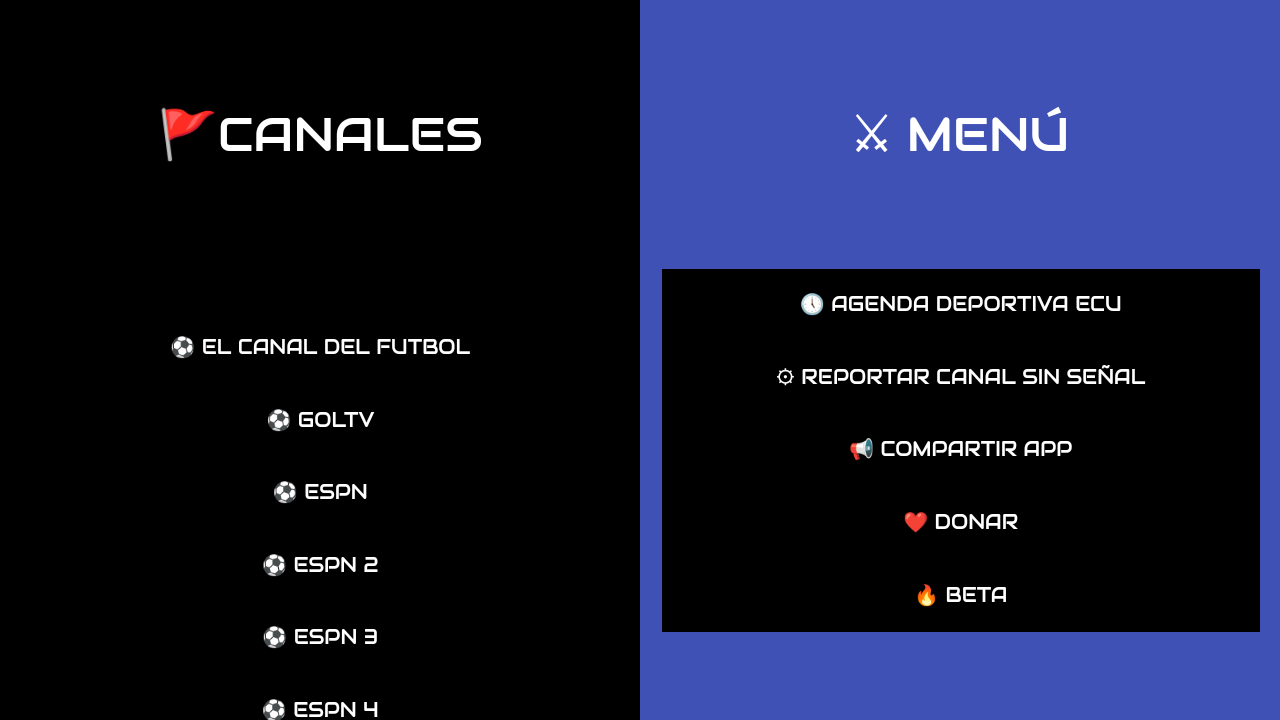 🚩CANALES
⚽ EL CANAL DEL FUTBOL
⚽ GOLTV
⚽ ESPN
⚽ ESPN 2
⚽ ESPN 3
⚽ ESPN 4
⚔ MENÚ
🕔 AGENDA DEPORTIVA ECU
⚙ REPORTAR CANAL SIN SEÑAL
📢 COMPARTIR APP
❤️ DONAR
🔥 BETA